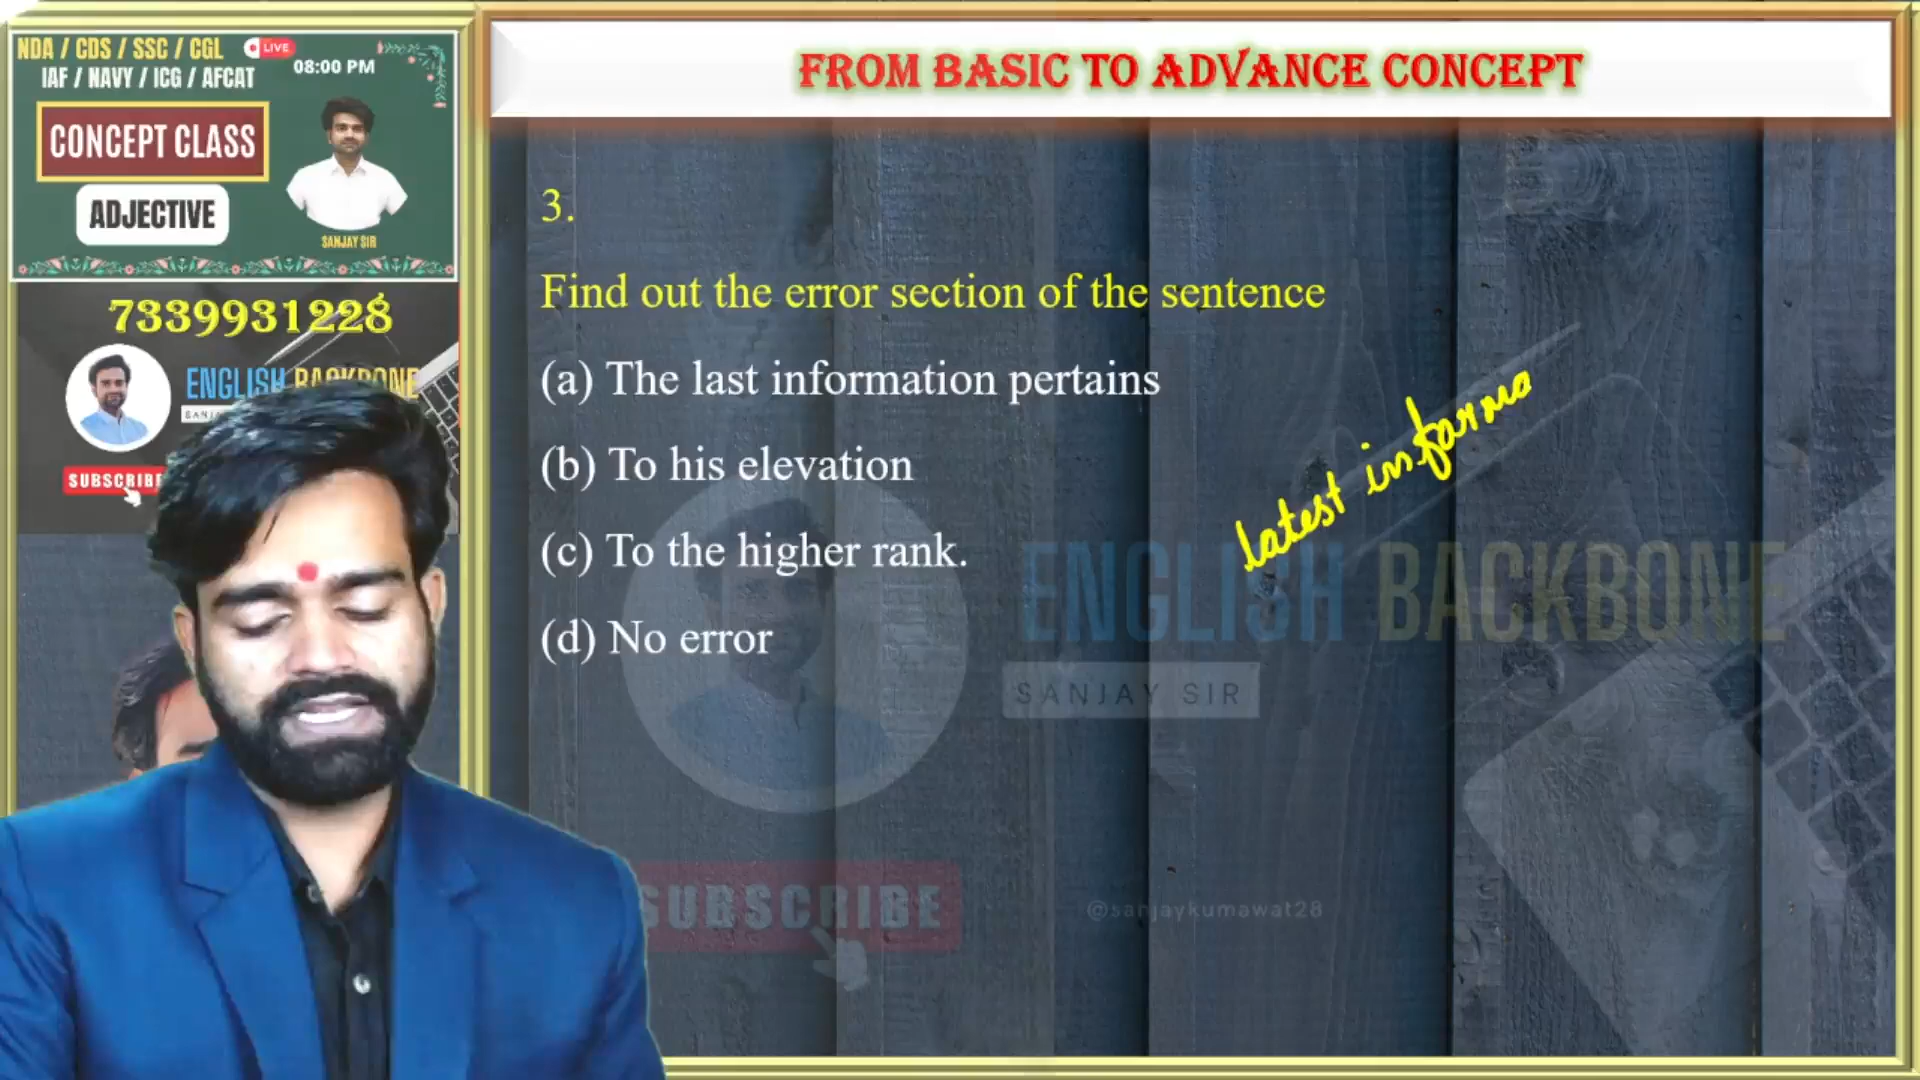 NDA / CDS / SSC / CGL
LIVE
IAF / NAVY / ICG / AFCAT
08:00 PM
CONCEPT CLASS
ADJECTIVE
SANJAY SIR
7339931228
ENGLISH BACKBONE
SUBSCRIBE
FROM BASIC TO ADVANCE CONCEPT
3.
Find out the error section of the sentence
(a) The last information pertains
(b) To his elevation
(c) To the higher rank.
(d) No error
latest informa
ENGLISH BACKBONE
SANJAY SIR
SUBSCRIBE
@sanjaykumawat28